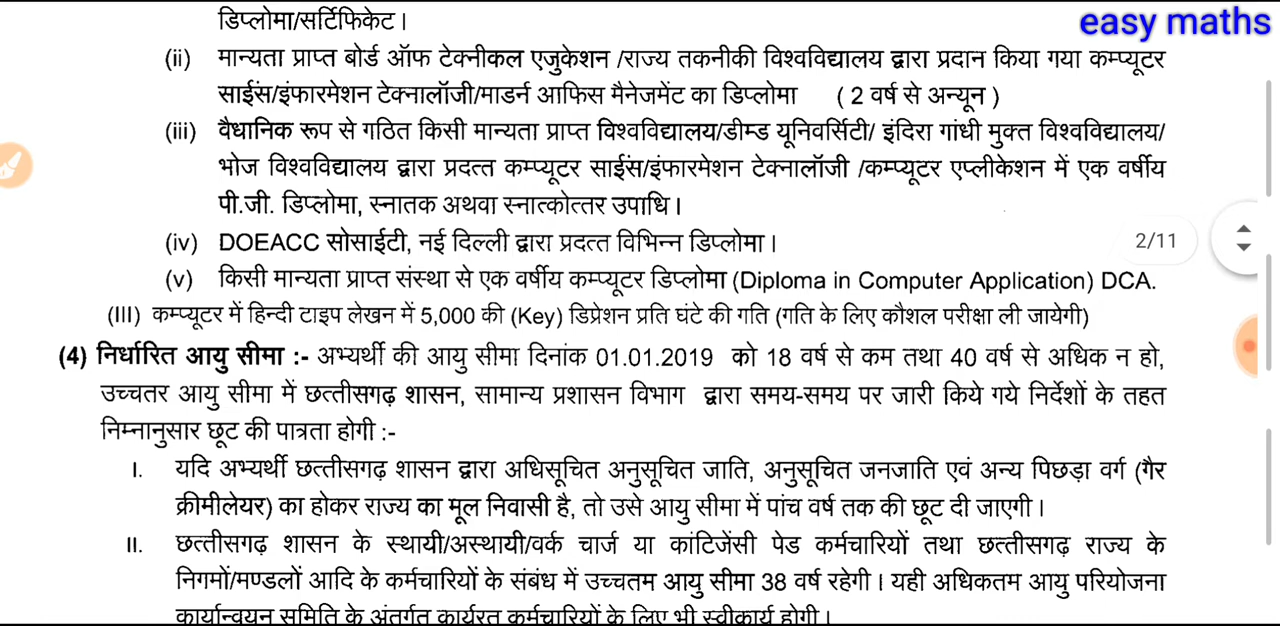 easy maths
डिप्लोमा/सर्टिफिकेट।
(ii) मान्यता प्राप्त बोर्ड ऑफ टेक्नीकल एजुकेशन /राज्य तकनीकी विश्वविद्यालय द्वारा प्रदान किया गया कम्प्यूटर
साईंस/इंफारमेशन टेक्नालॉजी/माडर्न आफिस मैनेजमेंट का डिप्लोमा ( 2 वर्ष से अन्यून )
(iii) वैधानिक रूप से गठित किसी मान्यता प्राप्त विश्वविद्यालय/डीम्ड यूनिवर्सिटी/ इंदिरा गांधी मुक्त विश्वविद्यालय/
भोज विश्वविद्यालय द्वारा प्रदत्त कम्प्यूटर साईंस/इंफारमेशन टेक्नालॉजी /कम्प्यूटर एप्लीकेशन में एक वर्षीय
पी.जी. डिप्लोमा, स्नातक अथवा स्नात्कोत्तर उपाधि।
(iv) DOEACC सोसाईटी, नई दिल्ली द्वारा प्रदत्त विभिन्न डिप्लोमा।
2/11
(v) किसी मान्यता प्राप्त संस्था से एक वर्षीय कम्प्यूटर डिप्लोमा (Diploma in Computer Application) DCA.
(III) कम्प्यूटर में हिन्दी टाइप लेखन में 5,000 की (Key) डिप्रेशन प्रति घंटे की गति (गति के लिए कौशल परीक्षा ली जायेगी)
(4) निर्धारित आयु सीमा :- अभ्यर्थी की आयु सीमा दिनांक 01.01.2019 को 18 वर्ष से कम तथा 40 वर्ष से अधिक न हो,
उच्चतर आयु सीमा में छत्तीसगढ़ शासन, सामान्य प्रशासन विभाग द्वारा समय-समय पर जारी किये गये निर्देशों के तहत
निम्नानुसार छूट की पात्रता होगी :-
I. यदि अभ्यर्थी छत्तीसगढ़ शासन द्वारा अधिसूचित अनुसूचित जाति, अनुसूचित जनजाति एवं अन्य पिछड़ा वर्ग (गैर
क्रीमीलेयर) का होकर राज्य का मूल निवासी है, तो उसे आयु सीमा में पांच वर्ष तक की छूट दी जाएगी।
II. छत्तीसगढ़ शासन के स्थायी/अस्थायी/वर्क चार्ज या कांटिजेंसी पेड कर्मचारियों तथा छत्तीसगढ़ राज्य के
निगमों/मण्डलों आदि के कर्मचारियों के संबंध में उच्चतम आयु सीमा 38 वर्ष रहेगी। यही अधिकतम आयु परियोजना
कार्यान्वयन समिति के अंतर्गत कार्यरत कर्मचारियों के लिए भी स्वीकार्य होगी।